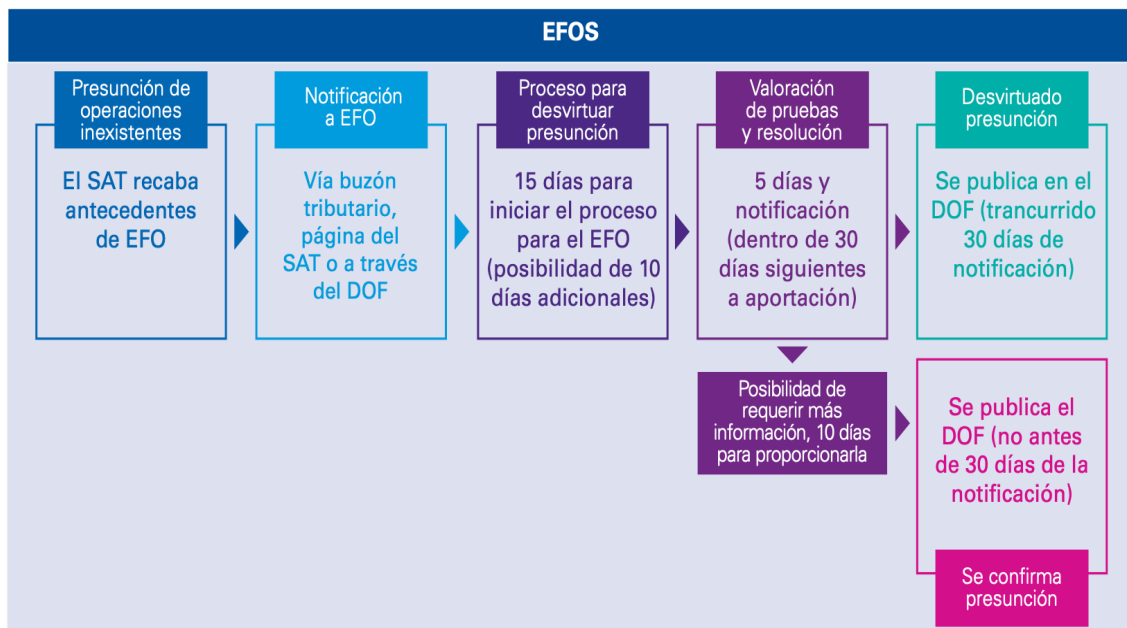 EFOS
Presunción de
operaciones
inexistentes
El SAT recaba
antecedentes
de EFO
Notificación
a EFO
Vía buzón
tributario,
página del
SAT o a través
del DOF
Proceso para
desvirtuar
presunción
15 días para
iniciar el proceso
para el EFO
(posibilidad de 10
días adicionales)
Valoración
de pruebas
y resolución
5 días y
notificación
(dentro de 30
días siguientes
a aportación)
Posibilidad de
requerir más
información, 10 días
para proporcionarla
Desvirtuado
presunción
Se publica en el
DOF (trancurrido
30 días de
notificación)
Se publica el
DOF (no antes
de 30 días de la
notificación)
Se confirma
presunción